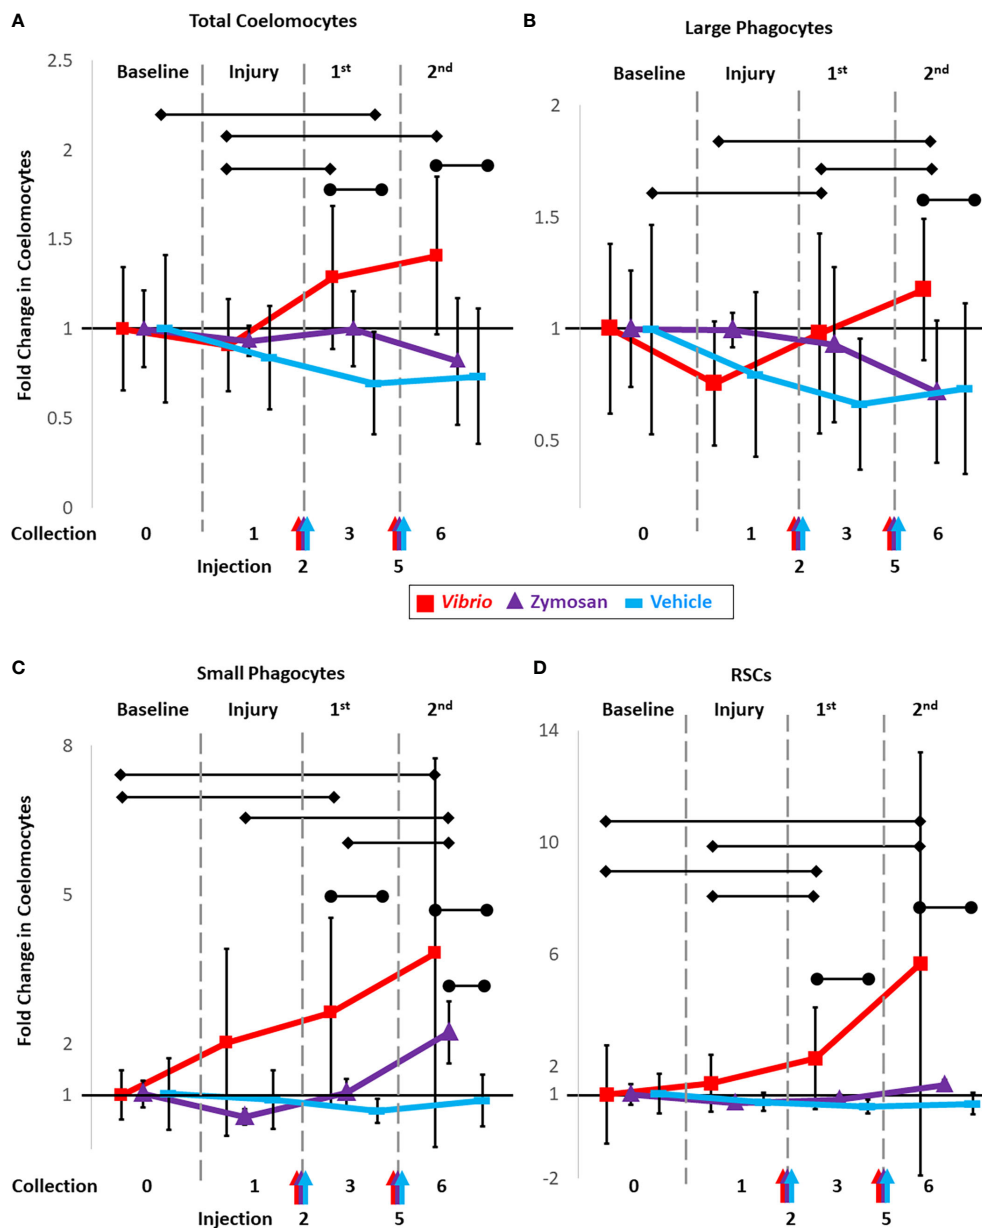 A
Total Coelomocytes
Baseline Injury 1st 2nd
Fold Change in Coelomocytes
2.5
2
1.5
1
0.5
0
Collection 0 1 3 6
Injection 2 5
B
Large Phagocytes
Baseline Injury 1st 2nd
2
1.5
1
0.5
0 1 3 6
2 5
Vibrio Zymosan Vehicle
C
Small Phagocytes
Baseline Injury 1st 2nd
Fold Change in Coelomocytes
8
5
2
1
Collection 0 1 3 6
Injection 2 5
D
RSCs
Baseline Injury 1st 2nd
14
10
6
2
1
-2
0 1 3 6
2 5